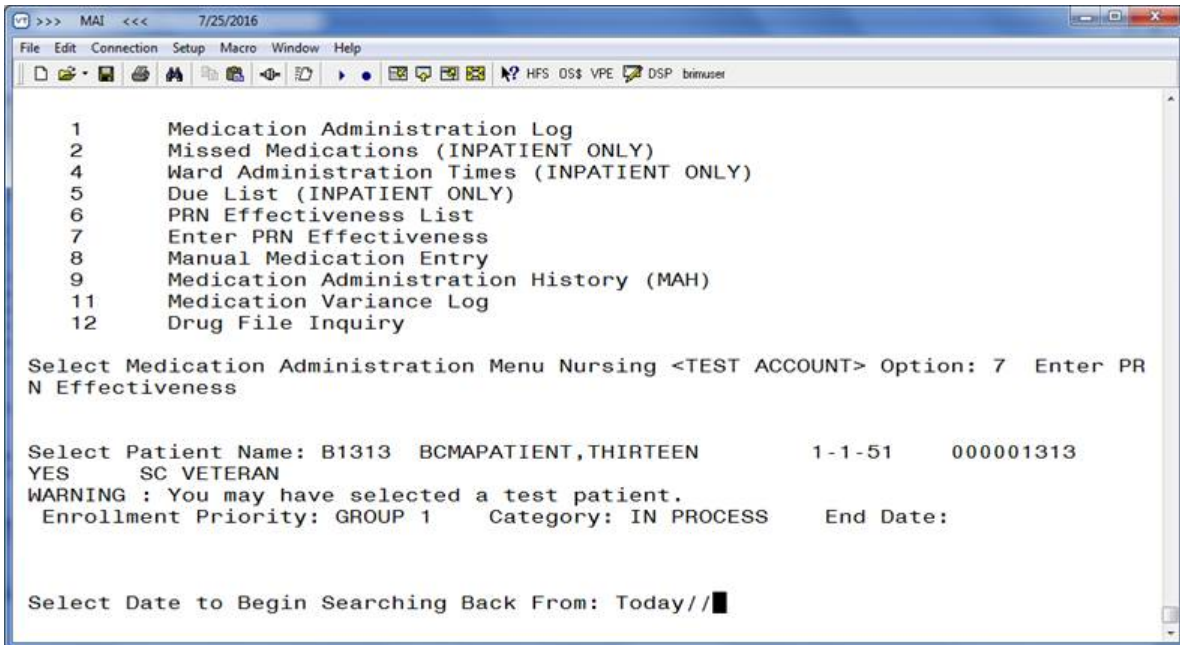 >>> MAI <<< 7/25/2016
File Edit Connection Setup Macro Window Help
HFS OS$ VPE DSP brimuser
1 Medication Administration Log
2 Missed Medications (INPATIENT ONLY)
4 Ward Administration Times (INPATIENT ONLY)
5 Due List (INPATIENT ONLY)
6 PRN Effectiveness List
7 Enter PRN Effectiveness
8 Manual Medication Entry
9 Medication Administration History (MAH)
11 Medication Variance Log
12 Drug File Inquiry
Select Medication Administration Menu Nursing <TEST ACCOUNT> Option: 7 Enter PR
N Effectiveness
Select Patient Name: B1313 BCMAPATIENT,THIRTEEN 1-1-51 000001313
YES SC VETERAN
WARNING : You may have selected a test patient.
Enrollment Priority: GROUP 1 Category: IN PROCESS End Date:
Select Date to Begin Searching Back From: Today//